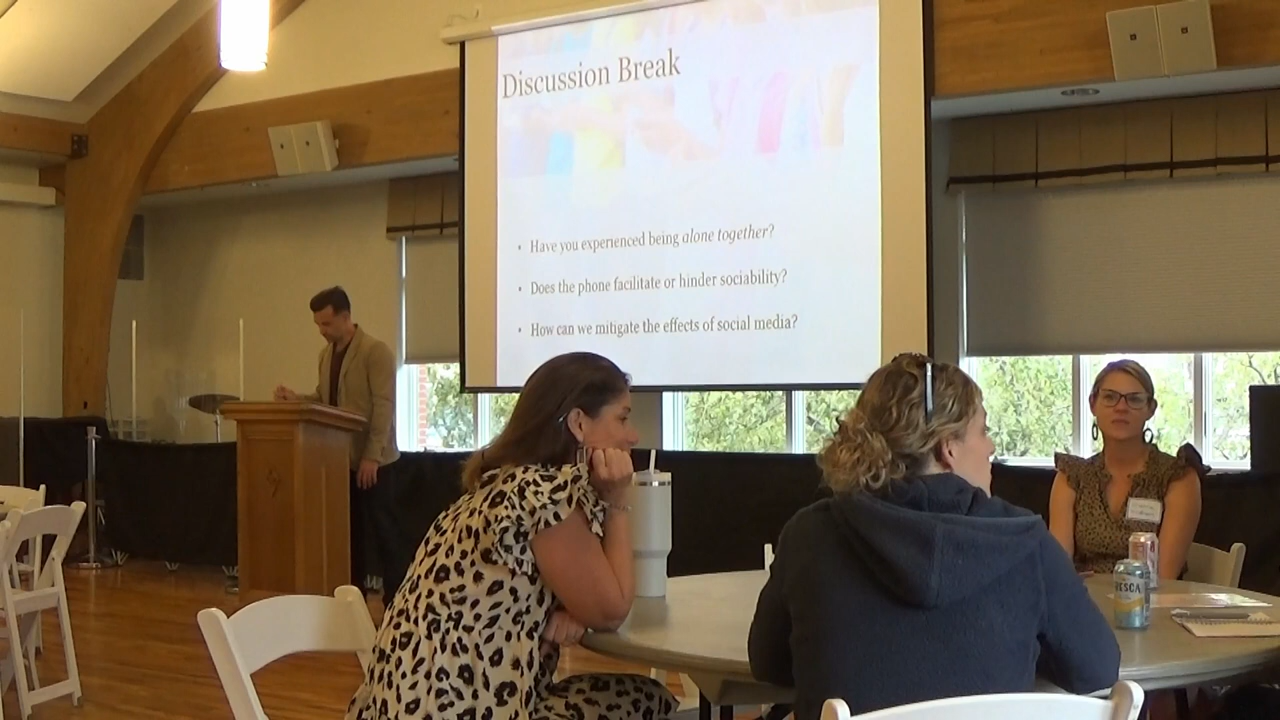 Discussion Break
• Have you experienced being alone together?
• Does the phone facilitate or hinder sociability?
• How can we mitigate the effects of social media?
ESCA